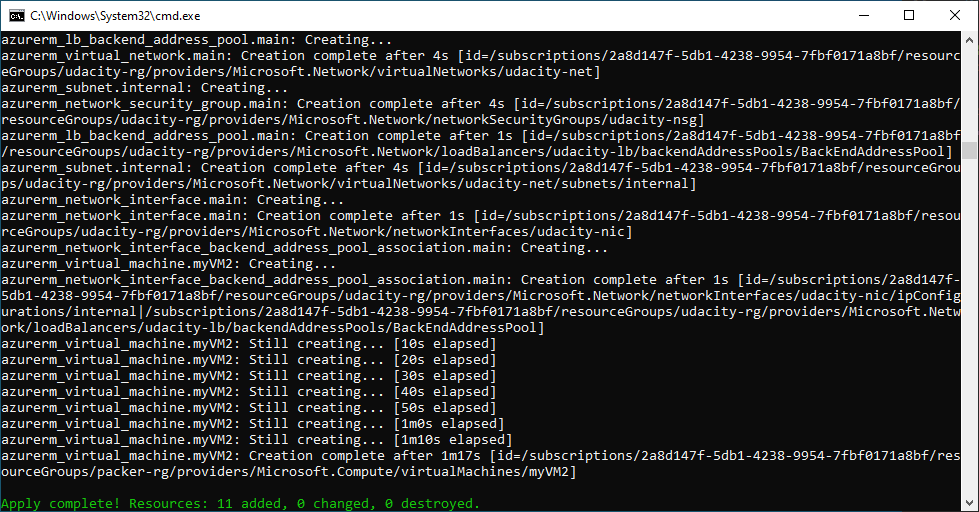 C:\Windows\System32\cmd.exe
azurerm_lb_backend_address_pool.main: Creating...
azurerm_virtual_network.main: Creation complete after 4s [id=/subscriptions/2a8d147f-5db1-4238-9954-7fbf0171a8bf/resourc
eGroups/udacity-rg/providers/Microsoft.Network/virtualNetworks/udacity-net]
azurerm_subnet.internal: Creating...
azurerm_network_security_group.main: Creation complete after 4s [id=/subscriptions/2a8d147f-5db1-4238-9954-7fbf0171a8bf/
resourceGroups/udacity-rg/providers/Microsoft.Network/networkSecurityGroups/udacity-nsg]
azurerm_lb_backend_address_pool.main: Creation complete after 1s [id=/subscriptions/2a8d147f-5db1-4238-9954-7fbf0171a8bf
/resourceGroups/udacity-rg/providers/Microsoft.Network/loadBalancers/udacity-lb/backendAddressPools/BackEndAddressPool]
azurerm_subnet.internal: Creation complete after 4s [id=/subscriptions/2a8d147f-5db1-4238-9954-7fbf0171a8bf/resourceGrou
ps/udacity-rg/providers/Microsoft.Network/virtualNetworks/udacity-net/subnets/internal]
azurerm_network_interface.main: Creating...
azurerm_network_interface.main: Creation complete after 1s [id=/subscriptions/2a8d147f-5db1-4238-9954-7fbf0171a8bf/resou
rceGroups/udacity-rg/providers/Microsoft.Network/networkInterfaces/udacity-nic]
azurerm_network_interface_backend_address_pool_association.main: Creating...
azurerm_virtual_machine.myVM2: Creating...
azurerm_network_interface_backend_address_pool_association.main: Creation complete after 1s [id=/subscriptions/2a8d147f-
5db1-4238-9954-7fbf0171a8bf/resourceGroups/udacity-rg/providers/Microsoft.Network/networkInterfaces/udacity-nic/ipConfig
urations/internal|/subscriptions/2a8d147f-5db1-4238-9954-7fbf0171a8bf/resourceGroups/udacity-rg/providers/Microsoft.Netw
ork/loadBalancers/udacity-lb/backendAddressPools/BackEndAddressPool]
azurerm_virtual_machine.myVM2: Still creating... [10s elapsed]
azurerm_virtual_machine.myVM2: Still creating... [20s elapsed]
azurerm_virtual_machine.myVM2: Still creating... [30s elapsed]
azurerm_virtual_machine.myVM2: Still creating... [40s elapsed]
azurerm_virtual_machine.myVM2: Still creating... [50s elapsed]
azurerm_virtual_machine.myVM2: Still creating... [1m0s elapsed]
azurerm_virtual_machine.myVM2: Still creating... [1m10s elapsed]
azurerm_virtual_machine.myVM2: Creation complete after 1m17s [id=/subscriptions/2a8d147f-5db1-4238-9954-7fbf0171a8bf/res
ourceGroups/packer-rg/providers/Microsoft.Compute/virtualMachines/myVM2]
Apply complete! Resources: 11 added, 0 changed, 0 destroyed.